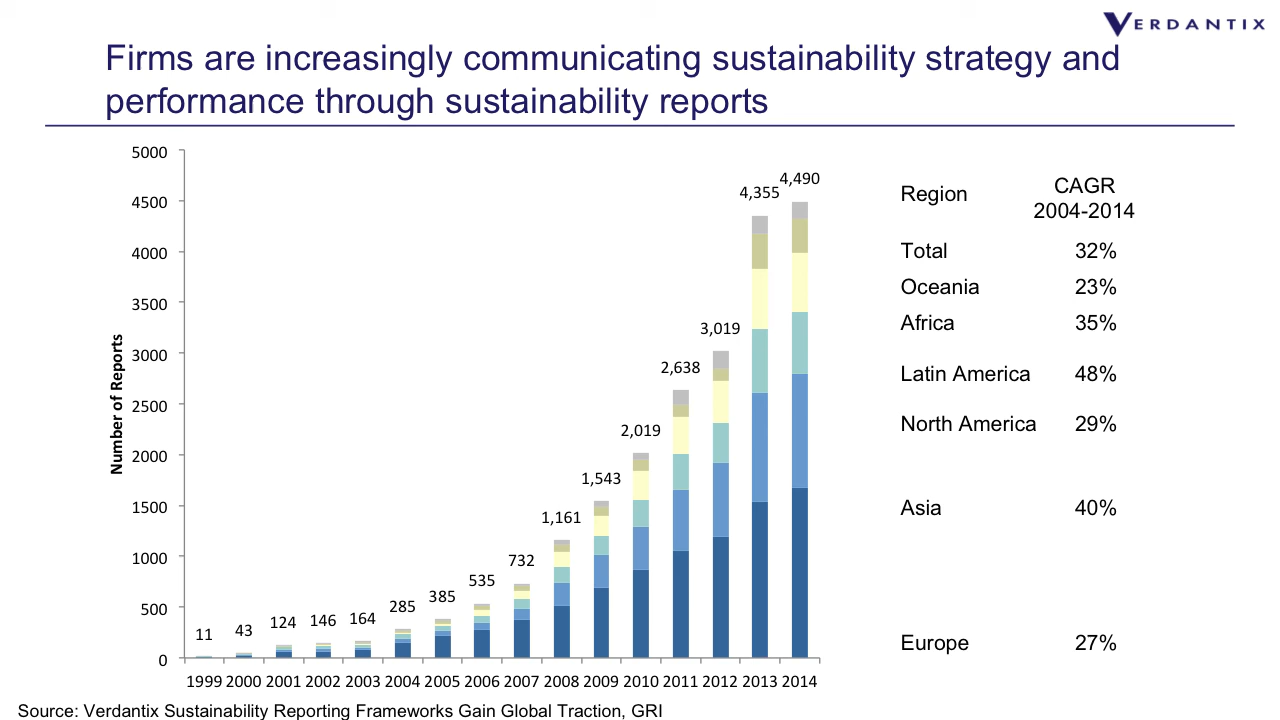 VERDANTIX
Firms are increasingly communicating sustainability strategy and
performance through sustainability reports
5000
4500
4000
3500
3000
2500
2000
1500
1000
500
0
Number of Reports
11
43
124
146
164
285
385
535
732
1,161
1,543
2,019
2,638
3,019
4,355
4,490
1999 2000 2001 2002 2003 2004 2005 2006 2007 2008 2009 2010 2011 2012 2013 2014
Region CAGR
2004-2014
Total 32%
Oceania 23%
Africa 35%
Latin America 48%
North America 29%
Asia 40%
Europe 27%
Source: Verdantix Sustainability Reporting Frameworks Gain Global Traction, GRI